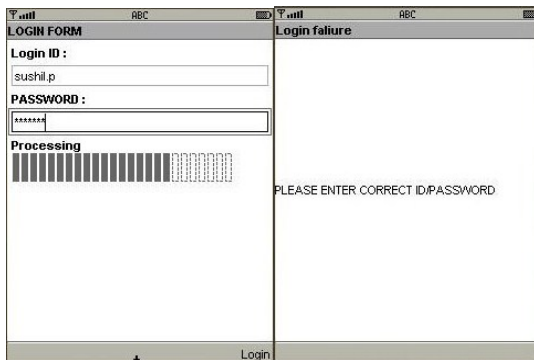 ABC
LOGIN FORM
Login ID :
sushil.p
PASSWORD :
*******
Processing
Login
ABC
Login faliure
PLEASE ENTER CORRECT ID/PASSWORD